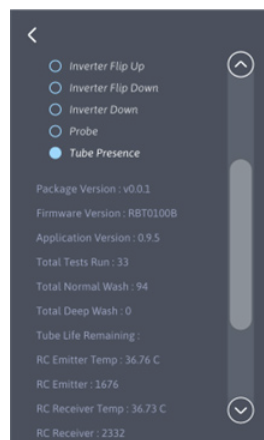 Inverter Flip Up
Inverter Flip Down
Inverter Down
Probe
Tube Presence
Package Version : v0.0.1
Firmware Version : RBT0100B
Application Version : 0.9.5
Total Tests Run : 33
Total Normal Wash : 94
Total Deep Wash : 0
Tube Life Remaining :
RC Emitter Temp : 36.76 C
RC Emitter : 1676
RC Receiver Temp : 36.73 C
RC Receiver : 2332